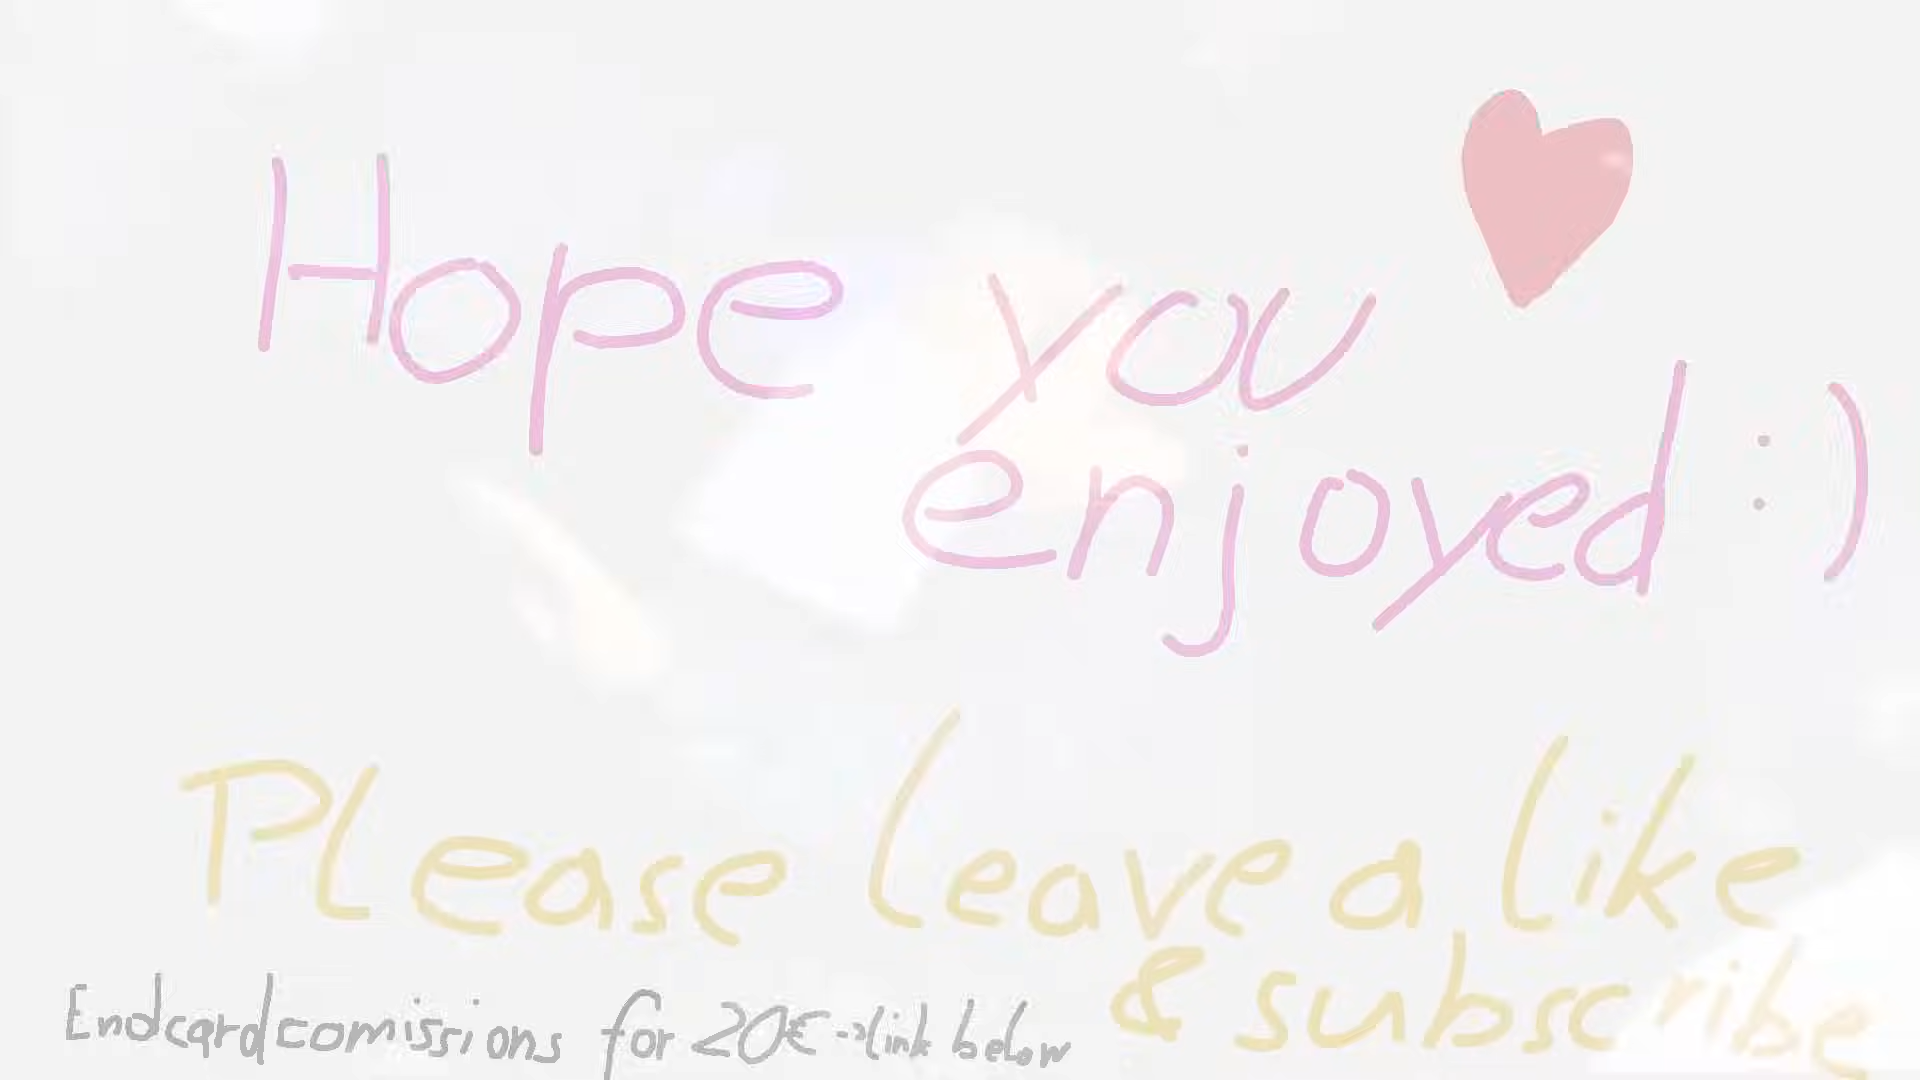 Hope you
enjoyed :)
Please leave a like
& subscribe
Endcardcomissions for 20€ → link below